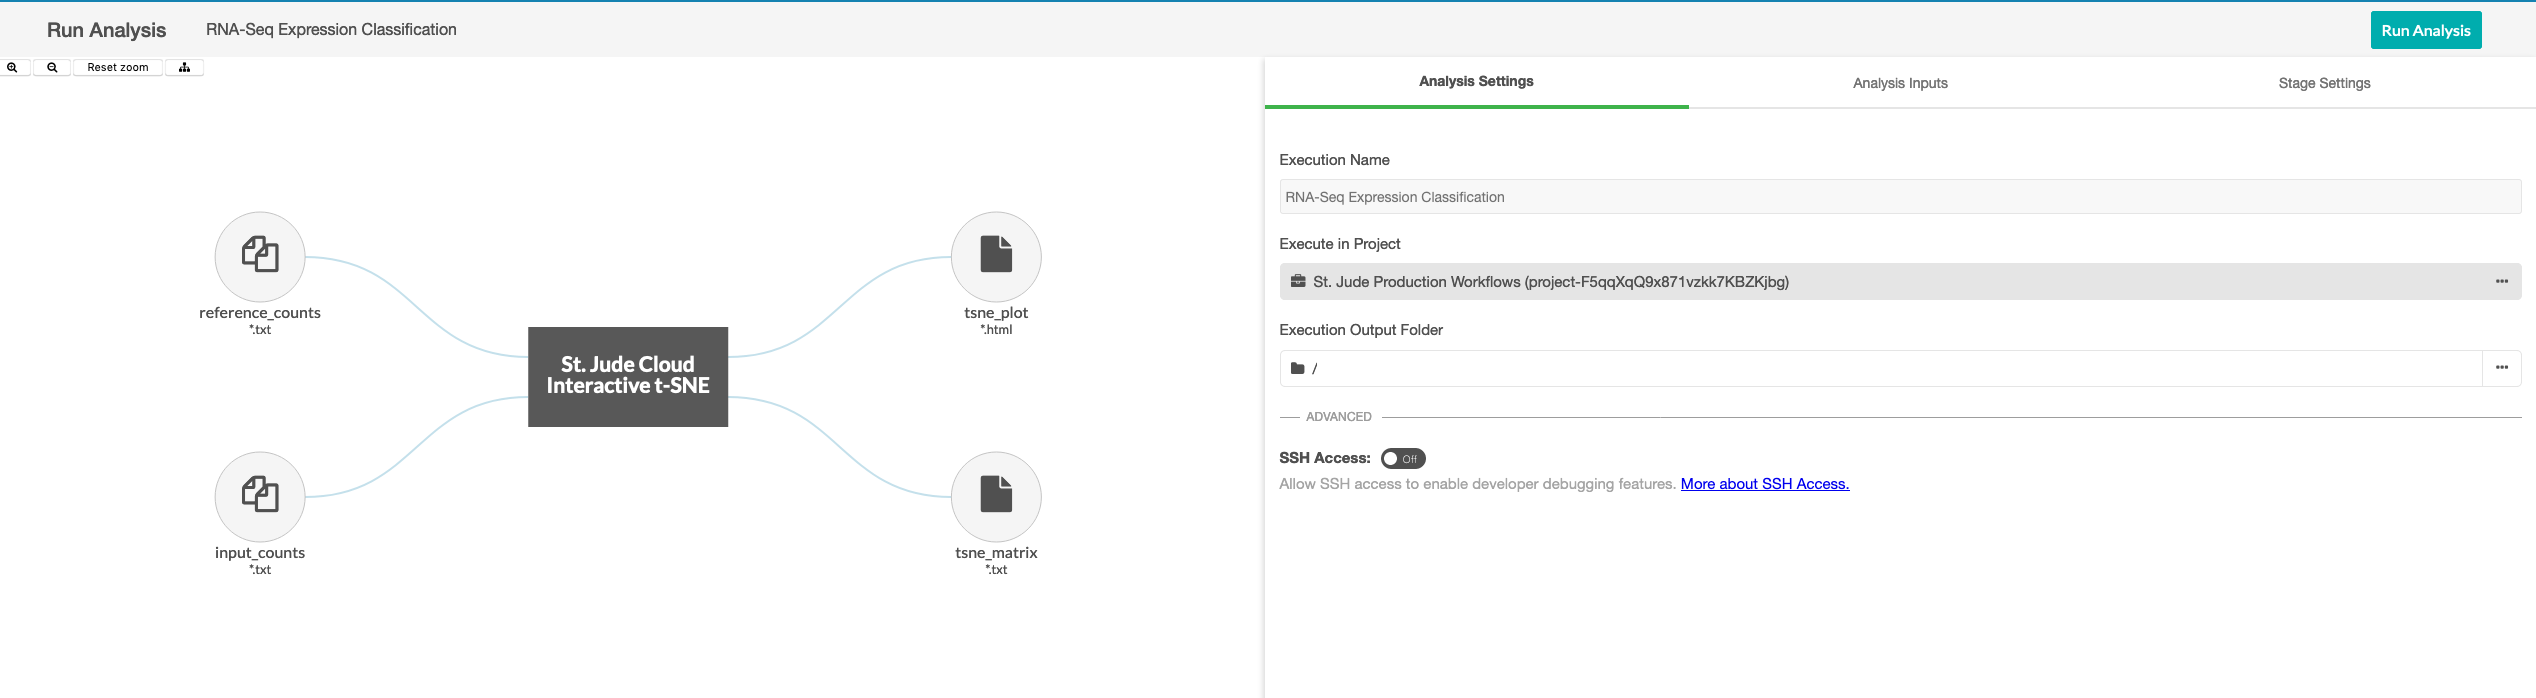 Run Analysis
RNA-Seq Expression Classification
Run Analysis
Reset zoom
reference_counts
*.txt
input_counts
*.txt
St. Jude Cloud
Interactive t-SNE
tsne_plot
*.html
tsne_matrix
*.txt
Analysis Settings
Analysis Inputs
Stage Settings
Execution Name
RNA-Seq Expression Classification
Execute in Project
St. Jude Production Workflows (project-F5qqXqQ9x871vzkk7KBZKjbg)
Execution Output Folder
/
ADVANCED
SSH Access: Off
Allow SSH access to enable developer debugging features. More about SSH Access.